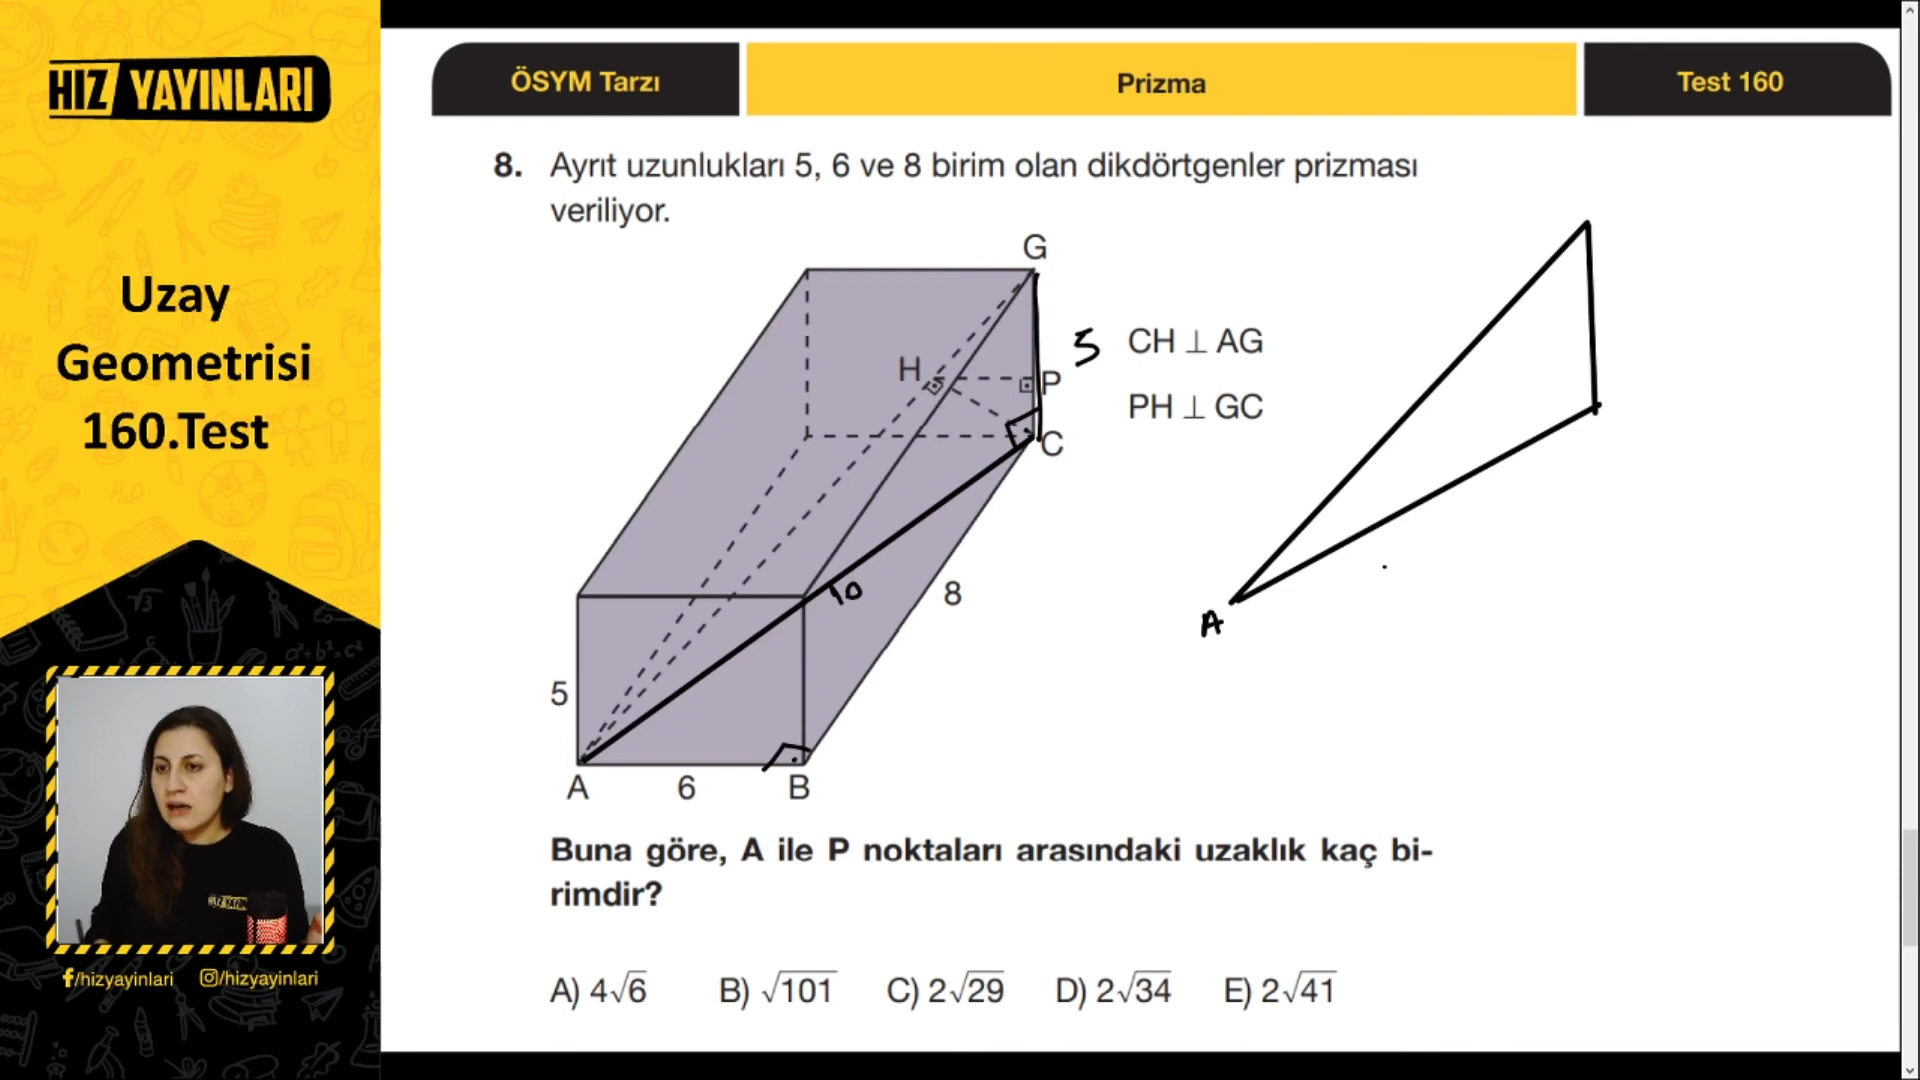 HIZ YAYINLARI
Uzay
Geometrisi
160.Test
f/hizyayinlari /hizyayinlari
ÖSYM Tarzı
Prizma
Test 160
8. Ayrıt uzunlukları 5, 6 ve 8 birim olan dikdörtgenler prizması
veriliyor.
G
H
P
C
5
CH ⊥ AG
PH ⊥ GC
10
8
5
A
6
B
A
Buna göre, A ile P noktaları arasındaki uzaklık kaç bi-
rimdir?
A) 4√6 B) √101 C) 2√29 D) 2√34 E) 2√41